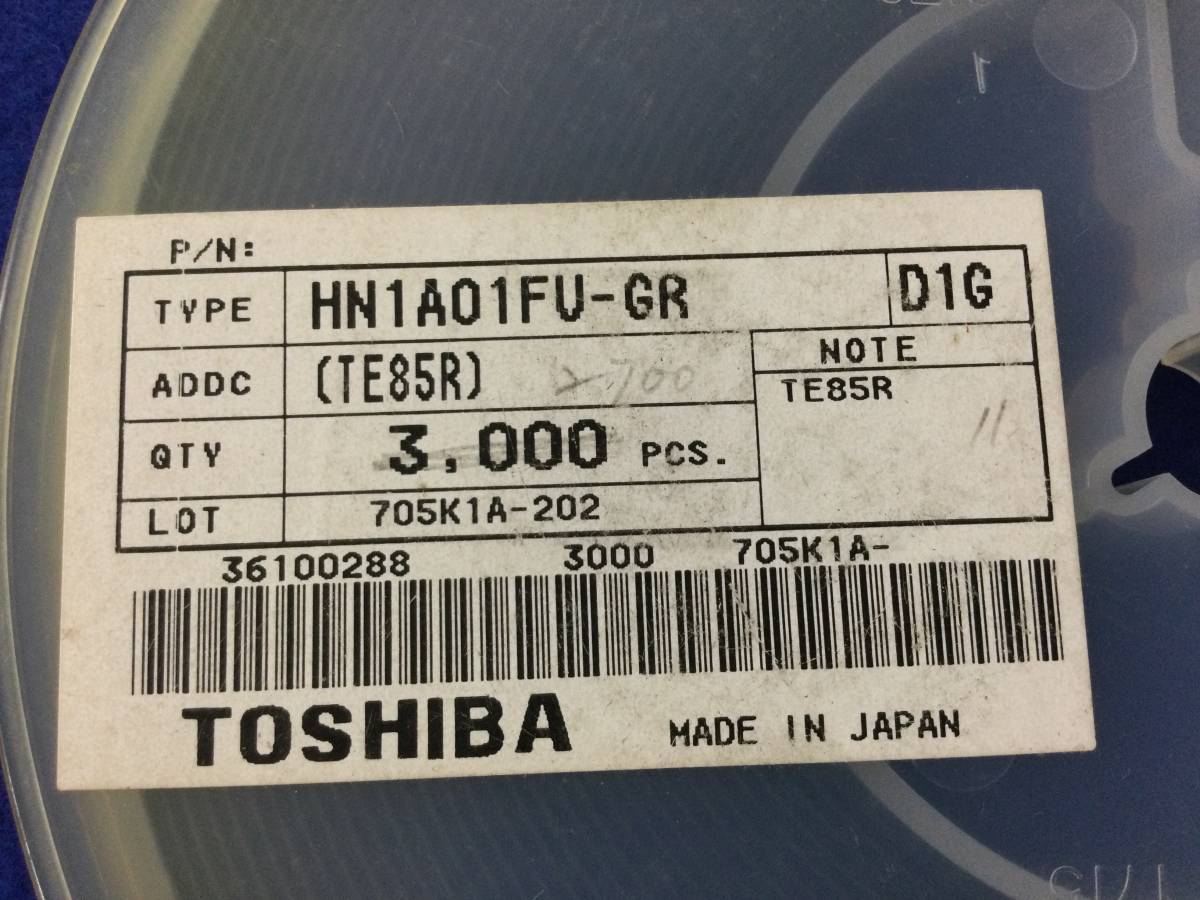 P/N:
TYPE HN1A01FU-GR D1G
ADDC (TE85R) NOTE
TE85R
QTY 3,000 PCS.
LOT 705K1A-202
36100288 3000 705K1A-
TOSHIBA MADE IN JAPAN